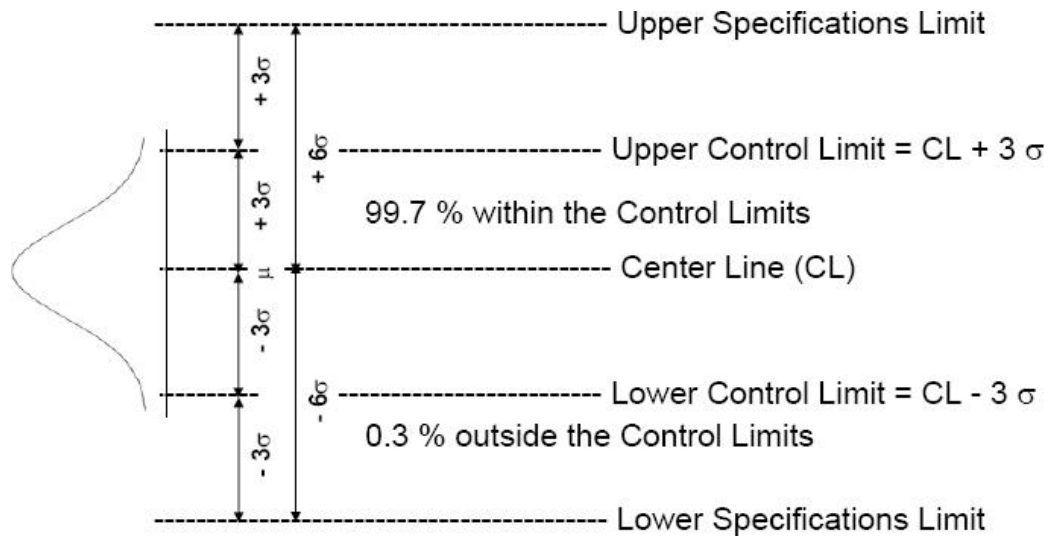 Upper Specifications Limit
+ 3σ
Upper Control Limit = CL + 3 σ
+ 6σ
+ 3σ
99.7 % within the Control Limits
μ
Center Line (CL)
- 3σ
Lower Control Limit = CL - 3 σ
- 6σ
0.3 % outside the Control Limits
- 3σ
Lower Specifications Limit